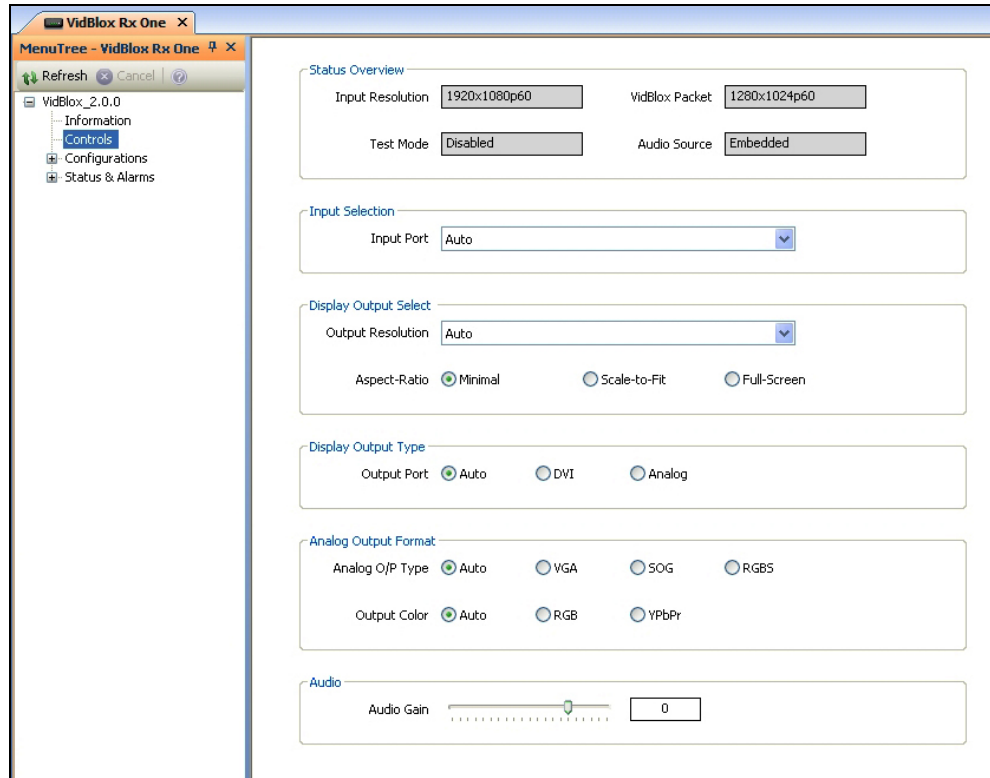 VidBlox Rx One X
MenuTree - VidBlox Rx One
Refresh Cancel
VidBlox_2.0.0
Information
Controls
Configurations
Status & Alarms
Status Overview
Input Resolution 1920x1080p60 VidBlox Packet 1280x1024p60
Test Mode Disabled Audio Source Embedded
Input Selection
Input Port Auto
Display Output Select
Output Resolution Auto
Aspect-Ratio Minimal Scale-to-Fit Full-Screen
Display Output Type
Output Port Auto DVI Analog
Analog Output Format
Analog O/P Type Auto VGA SOG RGBS
Output Color Auto RGB YPbPr
Audio
Audio Gain 0